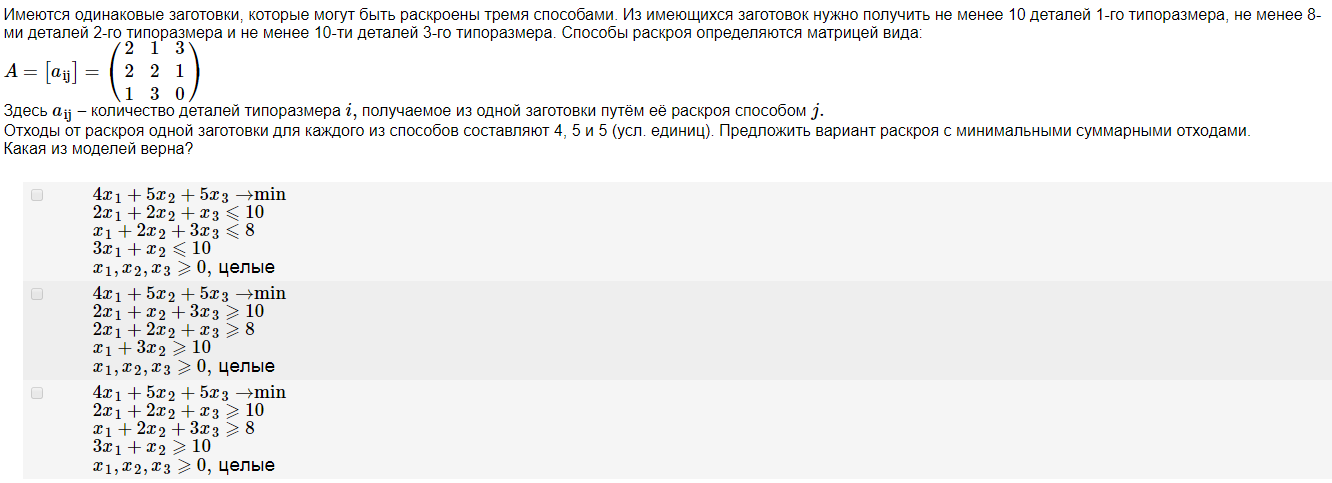 Имеются одинаковые заготовки, которые могут быть раскроены тремя способами. Из имеющихся заготовок нужно получить не менее 10 деталей 1-го типоразмера, не менее 8-
ми деталей 2-го типоразмера и не менее 10-ти деталей 3-го типоразмера. Способы раскроя определяются матрицей вида:
2 1 3
A = [a_ij] = ( 2 2 1 )
1 3 0
Здесь a_ij – количество деталей типоразмера i, получаемое из одной заготовки путём её раскроя способом j.
Отходы от раскроя одной заготовки для каждого из способов составляют 4, 5 и 5 (усл. единиц). Предложить вариант раскроя с минимальными суммарными отходами.
Какая из моделей верна?
4x₁ + 5x₂ + 5x₃ →min
2x₁ + 2x₂ + x₃ ⩽ 10
x₁ + 2x₂ + 3x₃ ⩽ 8
3x₁ + x₂ ⩽ 10
x₁, x₂, x₃ ⩾ 0, целые
4x₁ + 5x₂ + 5x₃ →min
2x₁ + x₂ + 3x₃ ⩾ 10
2x₁ + 2x₂ + x₃ ⩾ 8
x₁ + 3x₂ ⩾ 10
x₁, x₂, x₃ ⩾ 0, целые
4x₁ + 5x₂ + 5x₃ →min
2x₁ + 2x₂ + x₃ ⩾ 10
x₁ + 2x₂ + 3x₃ ⩾ 8
3x₁ + x₂ ⩾ 10
x₁, x₂, x₃ ⩾ 0, целые